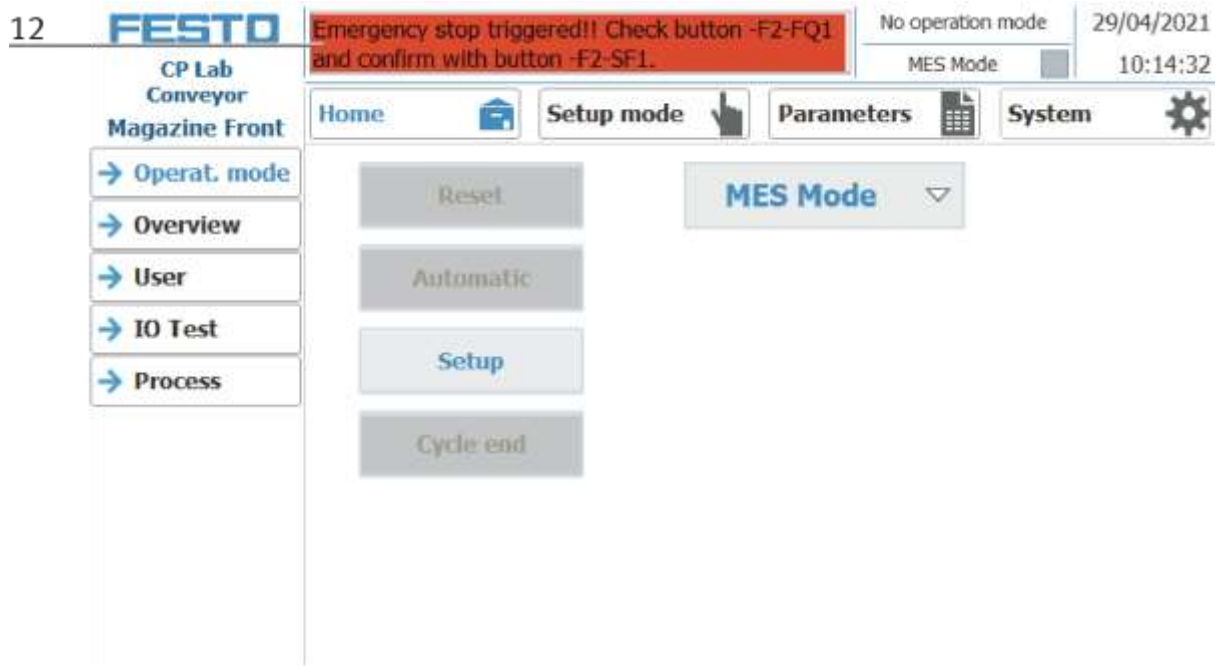 12
FESTO
CP Lab
Conveyor
Magazine Front
Emergency stop triggered!! Check button -F2-FQ1
and confirm with button -F2-SF1.
No operation mode
MES Mode
29/04/2021
10:14:32
Home
Setup mode
Parameters
System
Operat. mode
Overview
User
IO Test
Process
Reset
Automatic
Setup
Cycle end
MES Mode